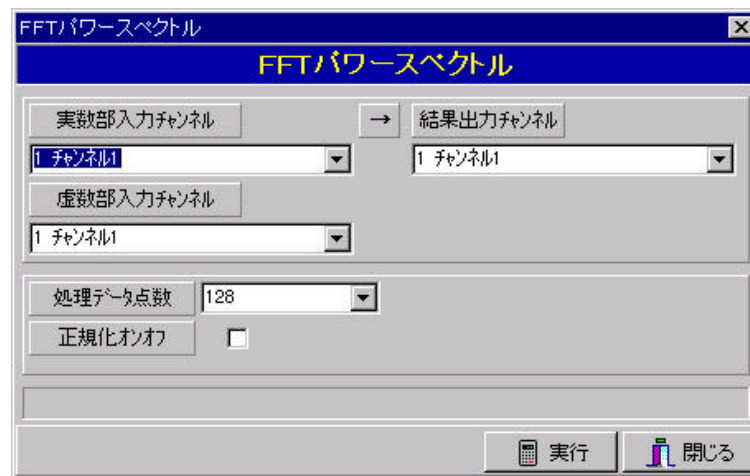 FFTパワースペクトル
FFTパワースペクトル
実数部入力ﾁｬﾝﾈﾙ → 結果出力ﾁｬﾝﾈﾙ
1 ﾁｬﾝﾈﾙ1 1 ﾁｬﾝﾈﾙ1
虚数部入力ﾁｬﾝﾈﾙ
1 ﾁｬﾝﾈﾙ1
処理ﾃﾞｰﾀ点数 128
正規化ｵﾝｵﾌ
実行 閉じる